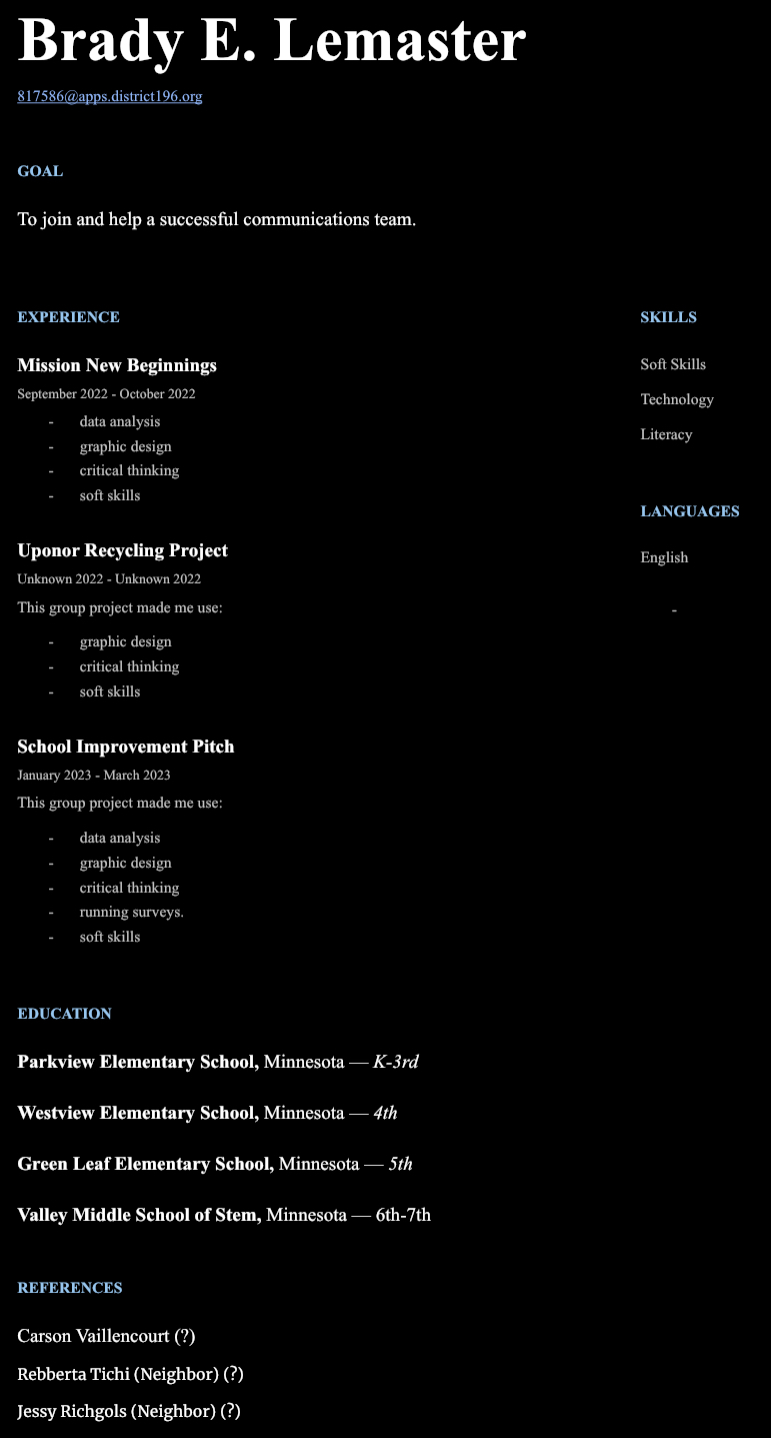 Brady E. Lemaster
817586@apps.district196.org
GOAL
To join and help a successful communications team.
EXPERIENCE
Mission New Beginnings
September 2022 - October 2022
- data analysis
- graphic design
- critical thinking
- soft skills
Uponor Recycling Project
Unknown 2022 - Unknown 2022
This group project made me use:
- graphic design
- critical thinking
- soft skills
School Improvement Pitch
January 2023 - March 2023
This group project made me use:
- data analysis
- graphic design
- critical thinking
- running surveys.
- soft skills
EDUCATION
Parkview Elementary School, Minnesota — K-3rd
Westview Elementary School, Minnesota — 4th
Green Leaf Elementary School, Minnesota — 5th
Valley Middle School of Stem, Minnesota — 6th-7th
REFERENCES
Carson Vaillencourt (?)
Rebberta Tichi (Neighbor) (?)
Jessy Richgols (Neighbor) (?)
SKILLS
Soft Skills
Technology
Literacy
LANGUAGES
English
-